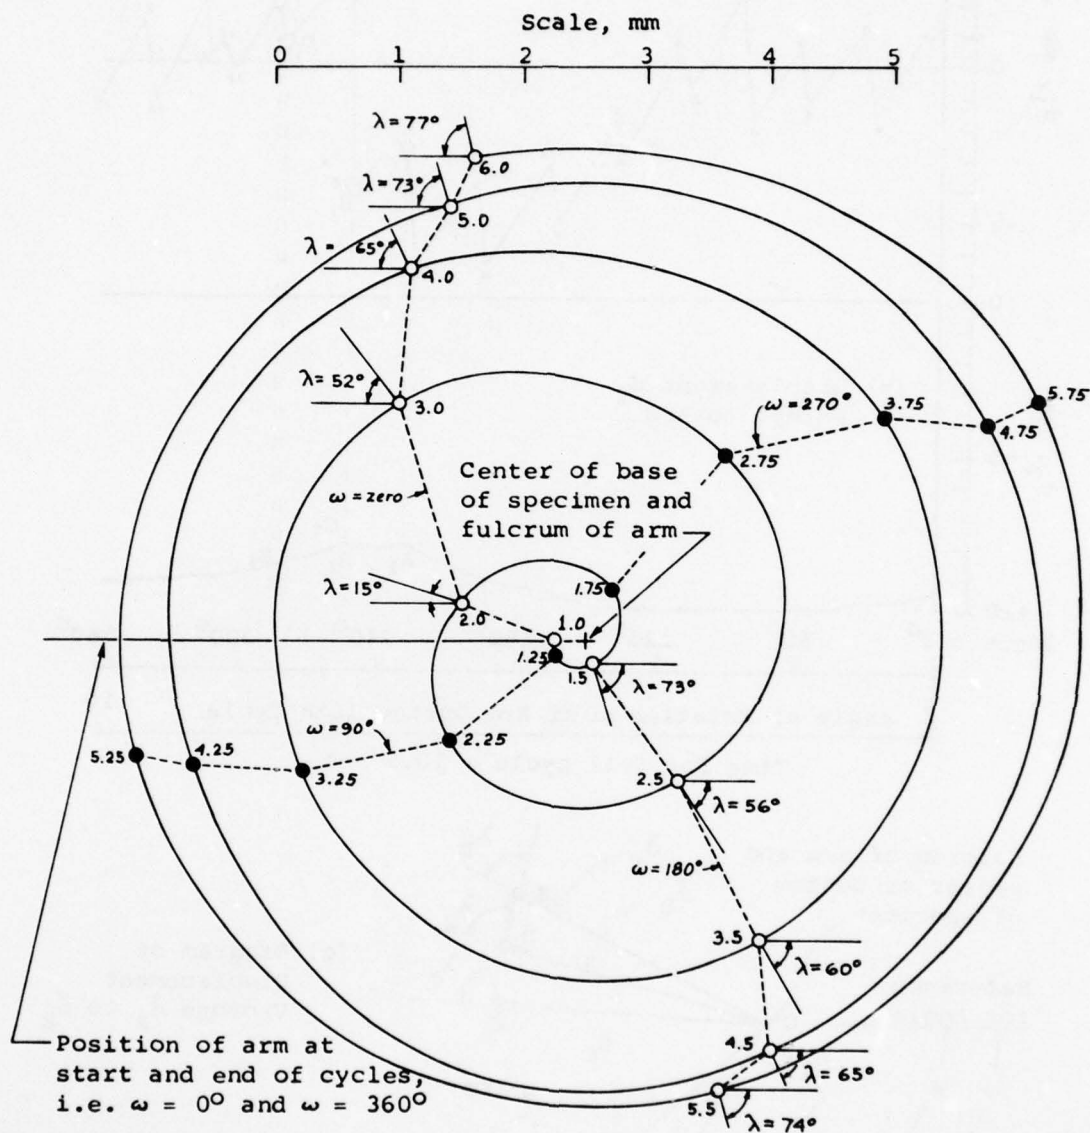 Scale, mm
0 1 2 3 4 5
λ=77°
6.0
λ=73°
5.0
λ= 65°
4.0
λ=52°
3.0
5.75
3.75
ω=270°
4.75
2.75
Center of base
of specimen and
fulcrum of arm
ω=zero
λ=15°
1.75
2.0
1.0
1.25
1.5
λ=73°
ω=90°
2.25
5.25
4.25
3.25
2.5
λ=56°
ω=180°
3.5
λ=60°
4.5
λ=65°
5.5
λ=74°
Position of arm at
start and end of cycles,
i.e. ω = 0° and ω = 360°